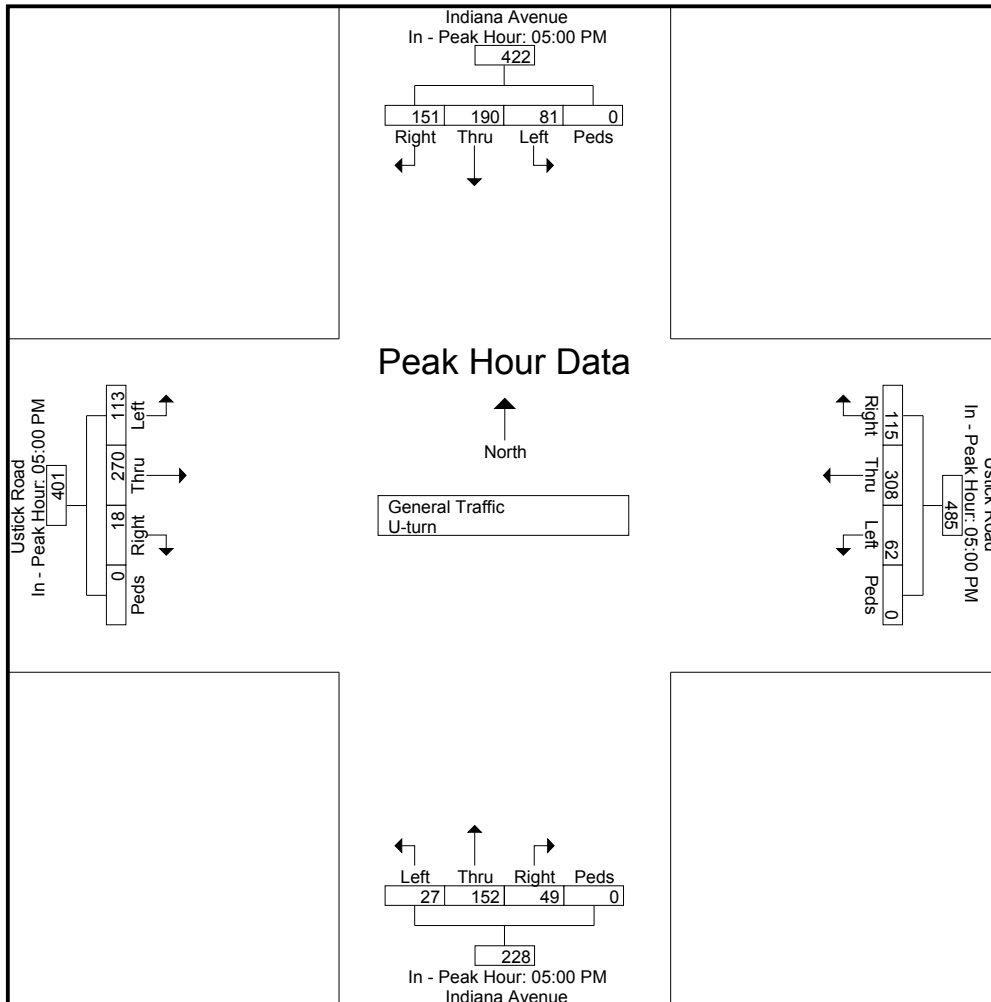 Indiana Avenue
In - Peak Hour: 05:00 PM
422
151 190 81 0
Right Thru Left Peds
Peak Hour Data
North
General Traffic
U-turn
Ustick Road
In - Peak Hour: 05:00 PM
401
113 270 18 0
Left Thru Right Peds
Ustick Road
In - Peak Hour: 05:00 PM
485
115 308 62 0
Right Thru Left Peds
Left Thru Right Peds
27 152 49 0
228
In - Peak Hour: 05:00 PM
Indiana Avenue